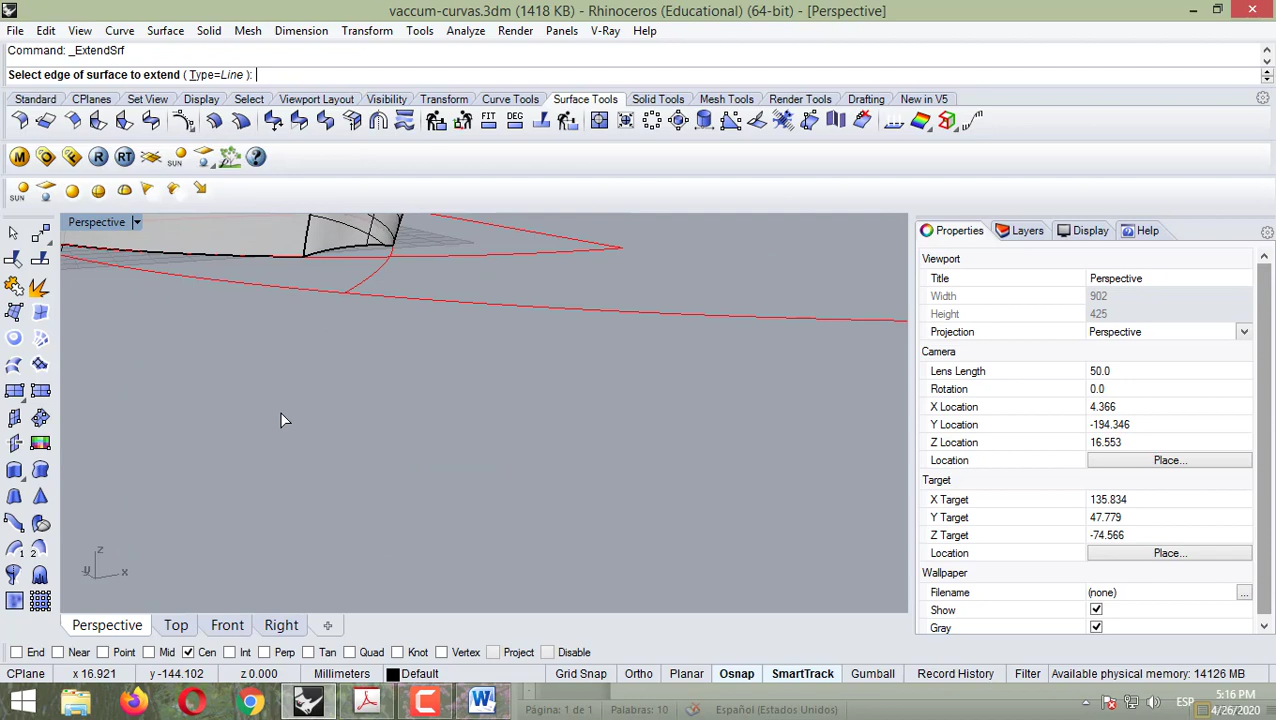 vaccum-curvas.3dm (1418 KB) - Rhinoceros (Educational) (64-bit) - [Perspective]
File Edit View Curve Surface Solid Mesh Dimension Transform Tools Analyze Render Panels V-Ray Help
Command: _ExtendSrf
Select edge of surface to extend ( Type=Line ):
Standard CPlanes Set View Display Select Viewport Layout Visibility Transform Curve Tools Surface Tools Solid Tools Mesh Tools Render Tools Drafting New in V5
FIT DEG
M O F R RT SUN ?
SUN
Perspective
Properties Layers Display Help
Viewport
Title Perspective
Width 902
Height 425
Projection Perspective
Camera
Lens Length 50.0
Rotation 0.0
X Location 4.366
Y Location -194.346
Z Location 16.553
Location Place...
Target
X Target 135.834
Y Target 47.779
Z Target -74.566
Location Place...
Wallpaper
Filename (none) ...
Show
Gray
1 2
z
y x
Perspective Top Front Right
End Near Point Mid Cen Int Perp Tan Quad Knot Vertex Project Disable
CPlane x 16.921 y -144.102 z 0.000 Millimeters Default Grid Snap Ortho Planar Osnap SmartTrack Gumball Record History Filter Available physical memory: 14126 MB
Página: 1 de 1 Palabras: 10 Español (Estados Unidos)
ES
5:16 PM
4/26/2020